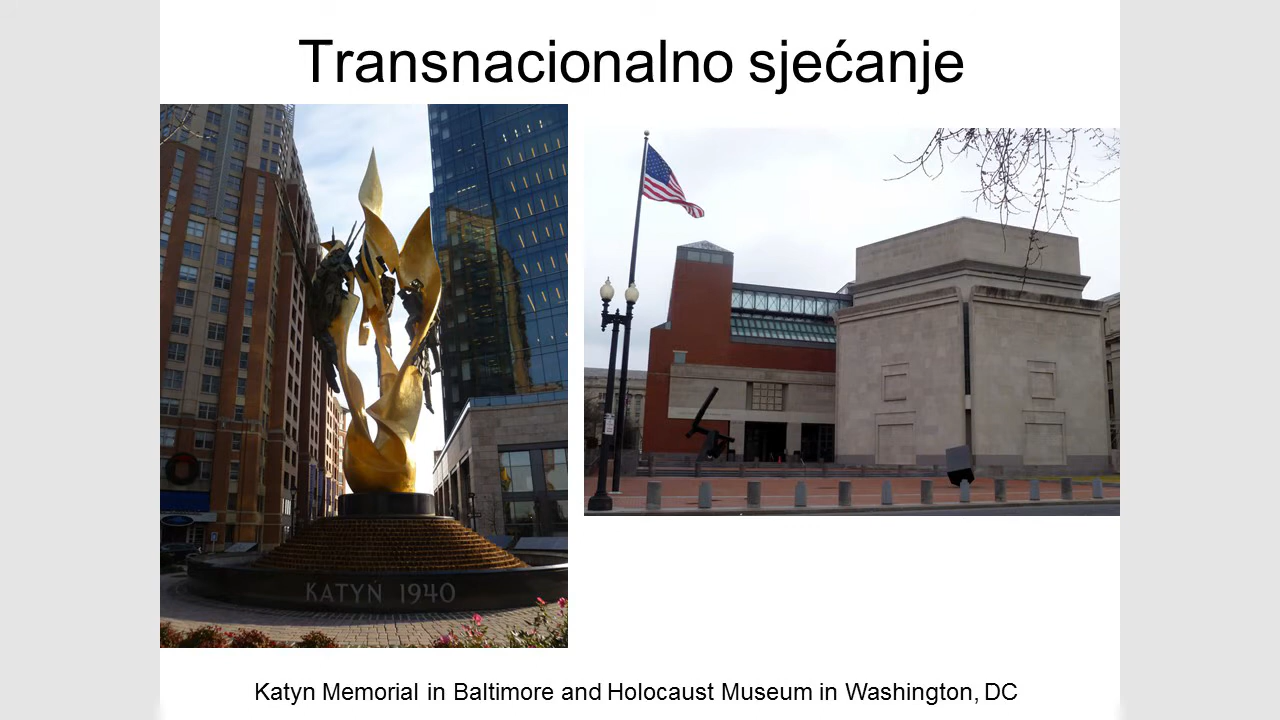 Transnacionalno sjećanje
KATYŃ 1940
Katyn Memorial in Baltimore and Holocaust Museum in Washington, DC